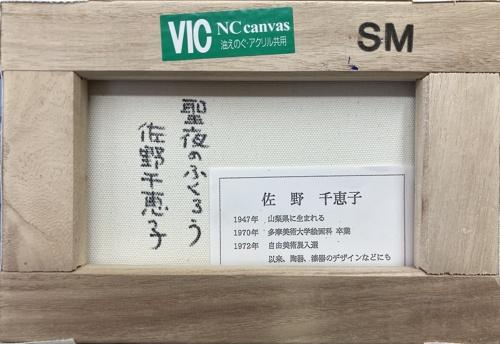 VIC NC canvas
油えのぐ・アクリル共用
SM
聖夜のふくろう
佐野千恵子
佐 野 千恵子
1947年 山梨県に生まれる
1970年 多摩美術大学絵画科 卒業
1972年 自由美術展入選
以来、陶器、漆器のデザインなどにも